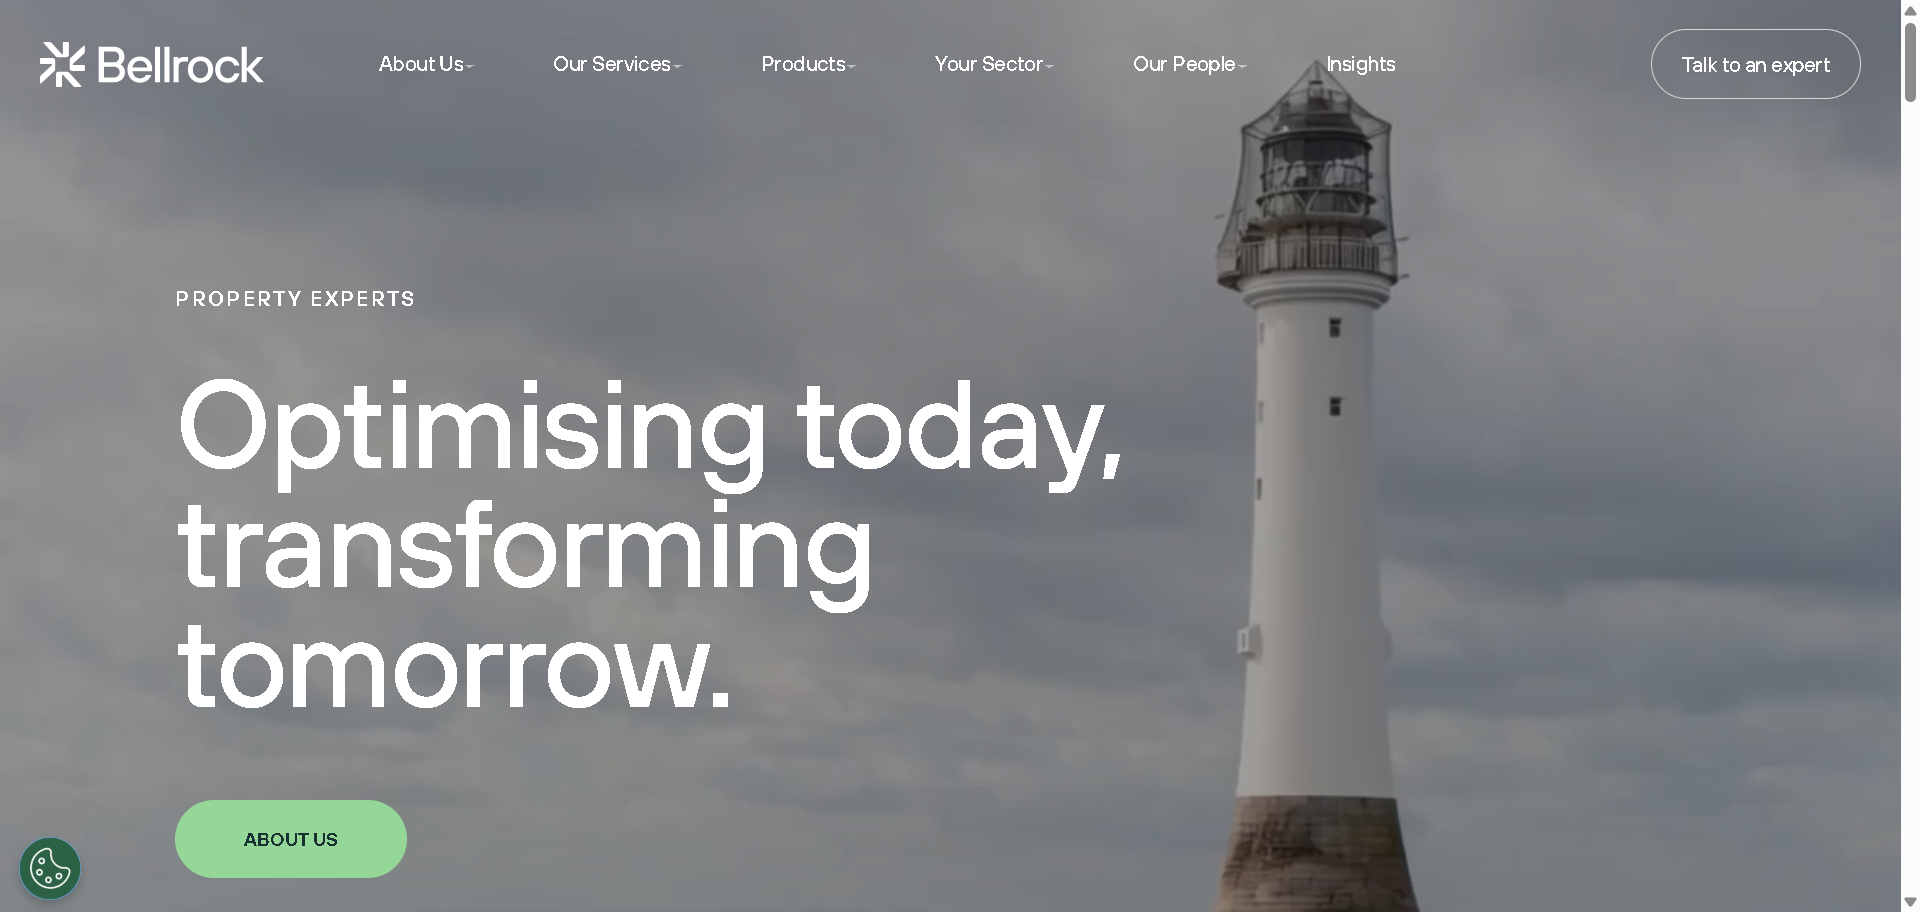 Bellrock
About Us
Our Services
Products
Your Sector
Our People
Insights
Talk to an expert
PROPERTY EXPERTS
Optimising today,
transforming
tomorrow.
ABOUT US